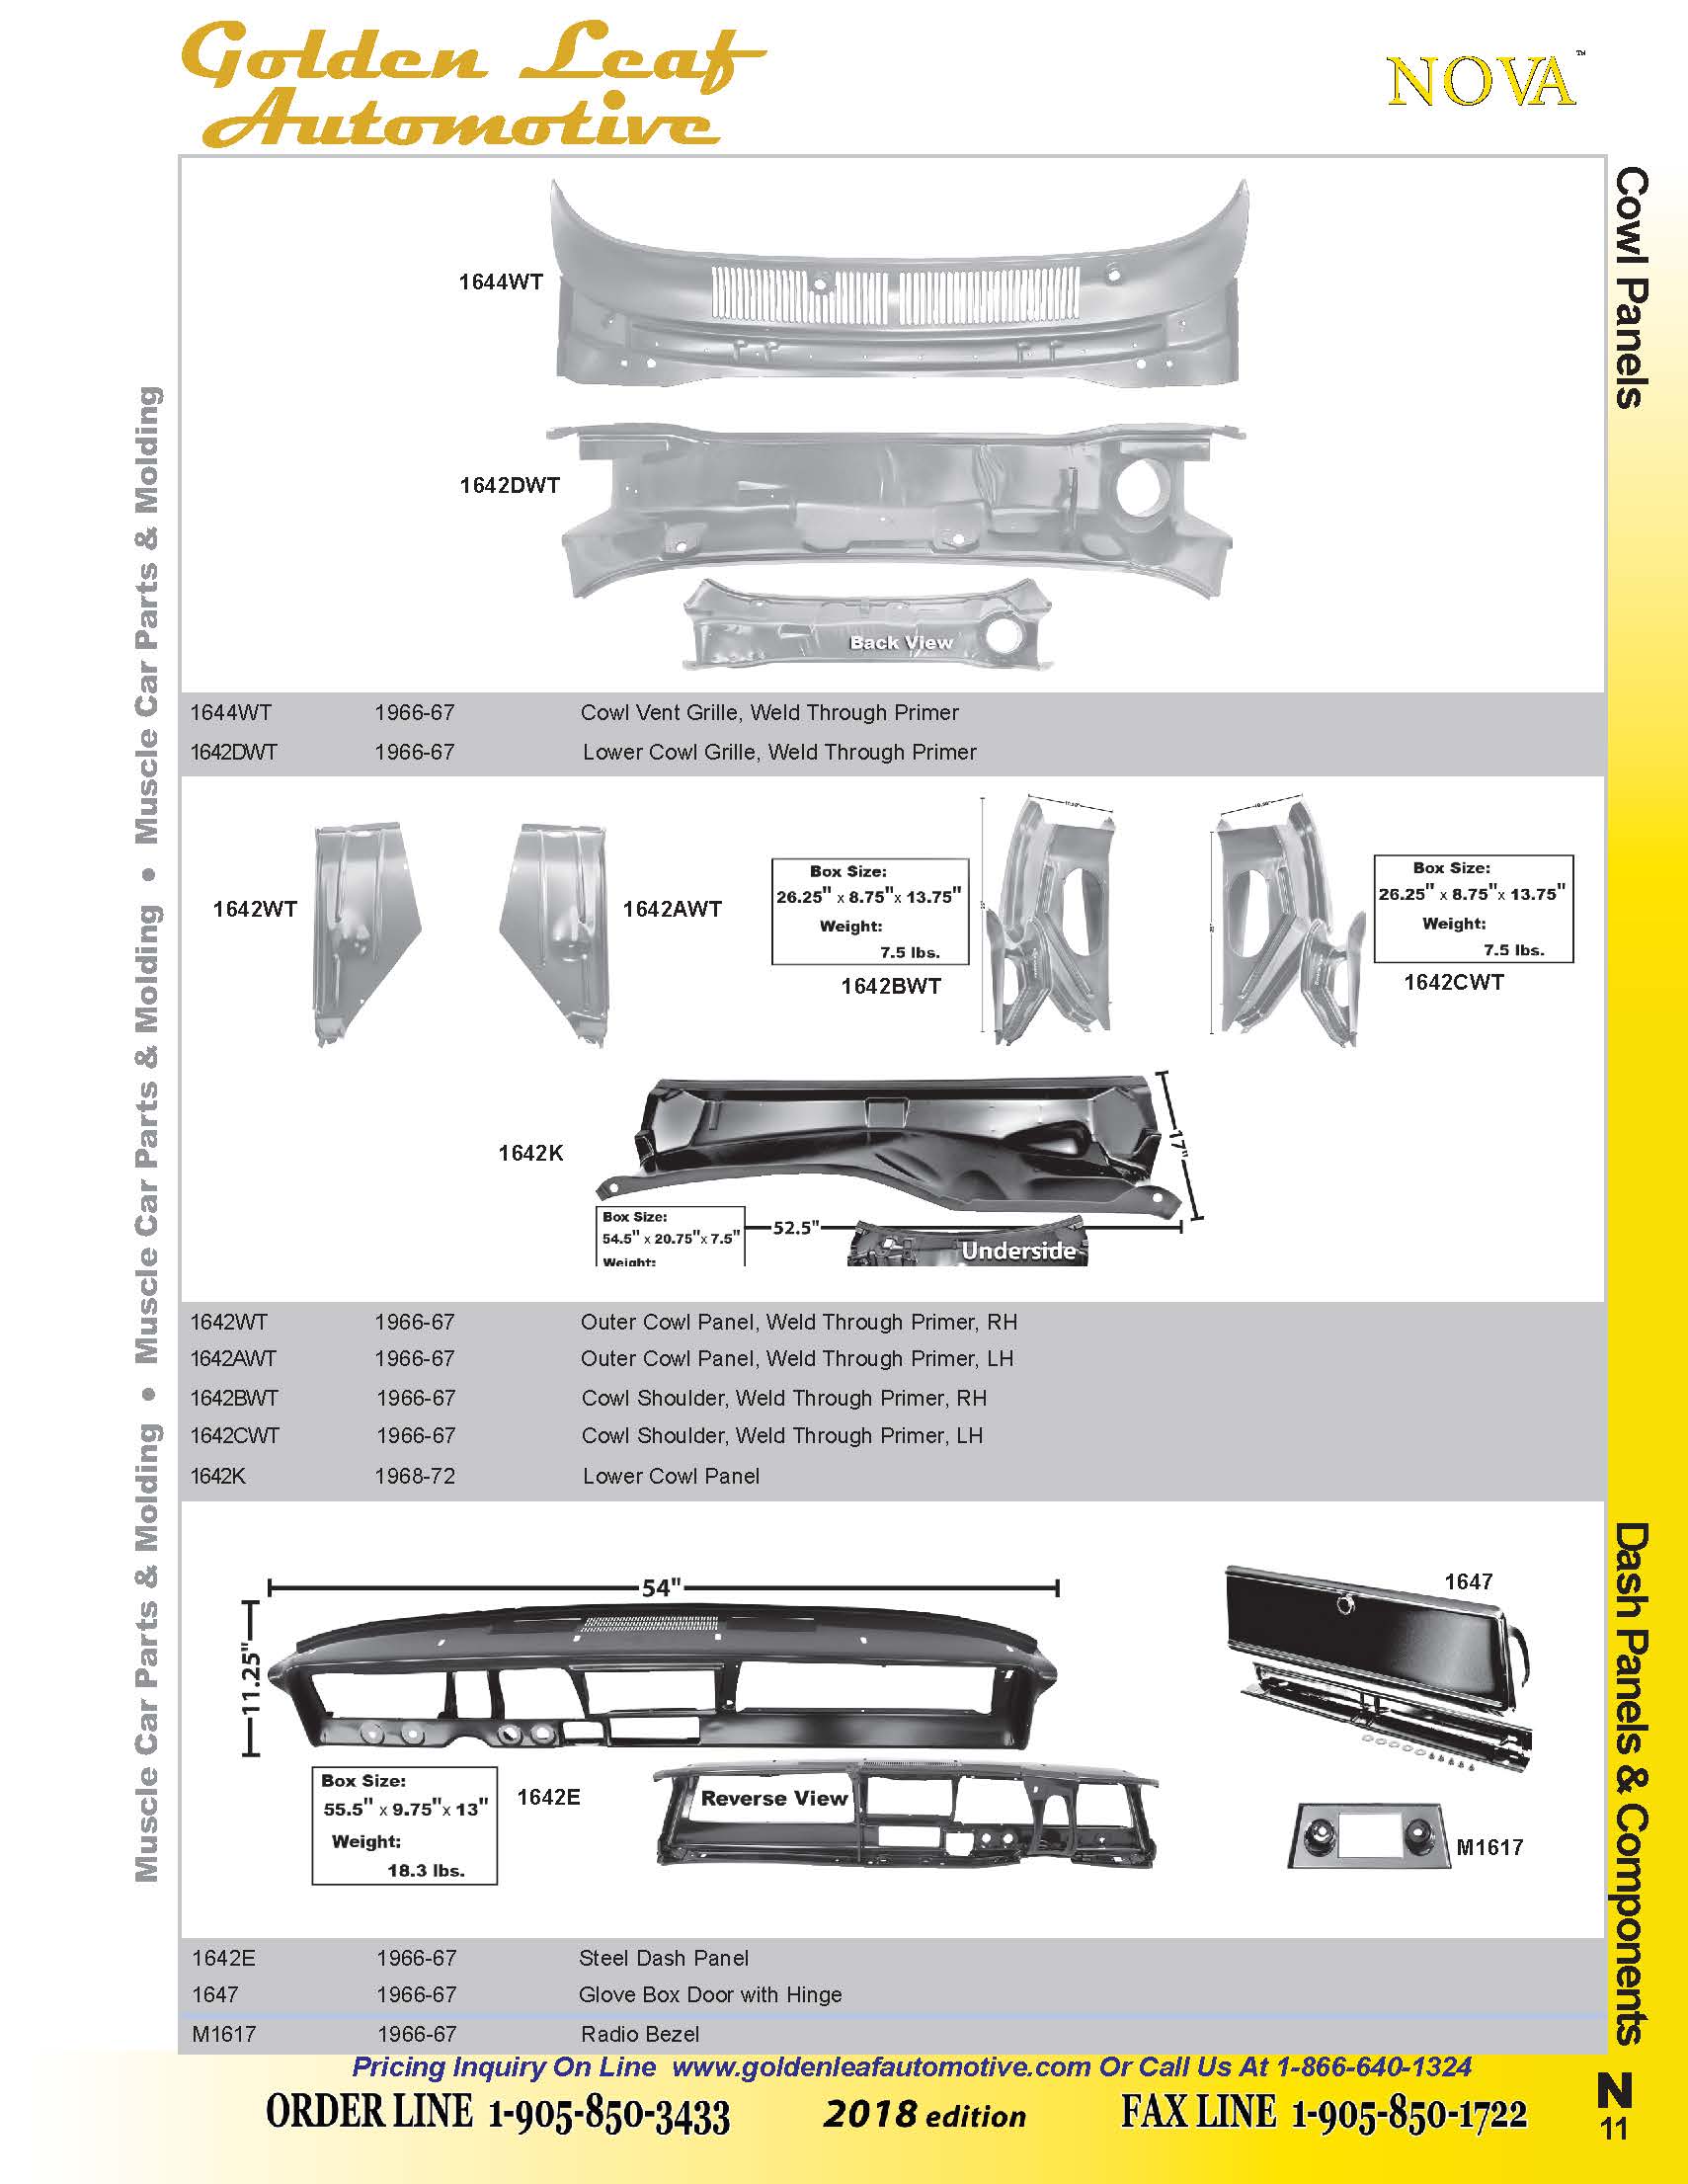 Golden Leaf
Automotive
NOVA™
Cowl Panels
Muscle Car Parts & Molding • Muscle Car Parts & Molding • Muscle Car Parts & Molding
1644WT
1642DWT
Back View
1644WT 1966-67 Cowl Vent Grille, Weld Through Primer
1642DWT 1966-67 Lower Cowl Grille, Weld Through Primer
1642WT
1642AWT
Box Size:
26.25" x 8.75"x 13.75"
Weight:
7.5 lbs.
1642BWT
Box Size:
26.25" x 8.75"x 13.75"
Weight:
7.5 lbs.
1642CWT
1642K
17"
Box Size:
54.5" x 20.75"x 7.5"
Weight:
52.5"
Underside
1642WT 1966-67 Outer Cowl Panel, Weld Through Primer, RH
1642AWT 1966-67 Outer Cowl Panel, Weld Through Primer, LH
1642BWT 1966-67 Cowl Shoulder, Weld Through Primer, RH
1642CWT 1966-67 Cowl Shoulder, Weld Through Primer, LH
1642K 1968-72 Lower Cowl Panel
Dash Panels & Components
54"
11.25"
1647
Box Size:
55.5" x 9.75"x 13"
Weight:
18.3 lbs.
1642E
Reverse View
M1617
1642E 1966-67 Steel Dash Panel
1647 1966-67 Glove Box Door with Hinge
M1617 1966-67 Radio Bezel
Pricing Inquiry On Line www.goldenleafautomotive.com Or Call Us At 1-866-640-1324
ORDER LINE 1-905-850-3433 2018 edition FAX LINE 1-905-850-1722
N
11